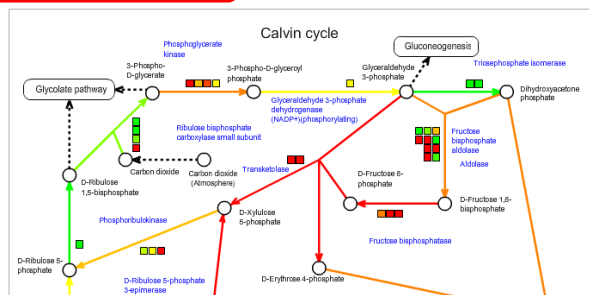 Calvin cycle
Phosphoglycerate
kinase
Gluconeogenesis
3-Phospho-
D-glycerate
3-Phospho-D-glyceroyl
phosphate
Glyceraldehyde
3-phosphate
Triosephosphate isomerase
Glycolate pathway
Dihydroxyacetone
phosphate
Glyceraldehyde 3-phosphate
dehydrogenase
(NADP+)(phosphorylating)
Ribulose bisphosphate
carboxylase small subunit
Fructose
bisphosphate
aldolase
Aldolase
Carbon dioxide
Carbon dioxide
(Atmosphere)
Transketolase
D-Fructose 6-
phosphate
D-Ribulose
1,5-bisphosphate
Phosphoribulokinase
D-Xylulose
5-phosphate
D-Fructose 1,6-
bisphosphate
Fructose bisphosphatase
D-Ribulose 5-
phosphate
D-Ribulose 5-phosphate
3-epimerase
D-Erythrose 4-phosphate